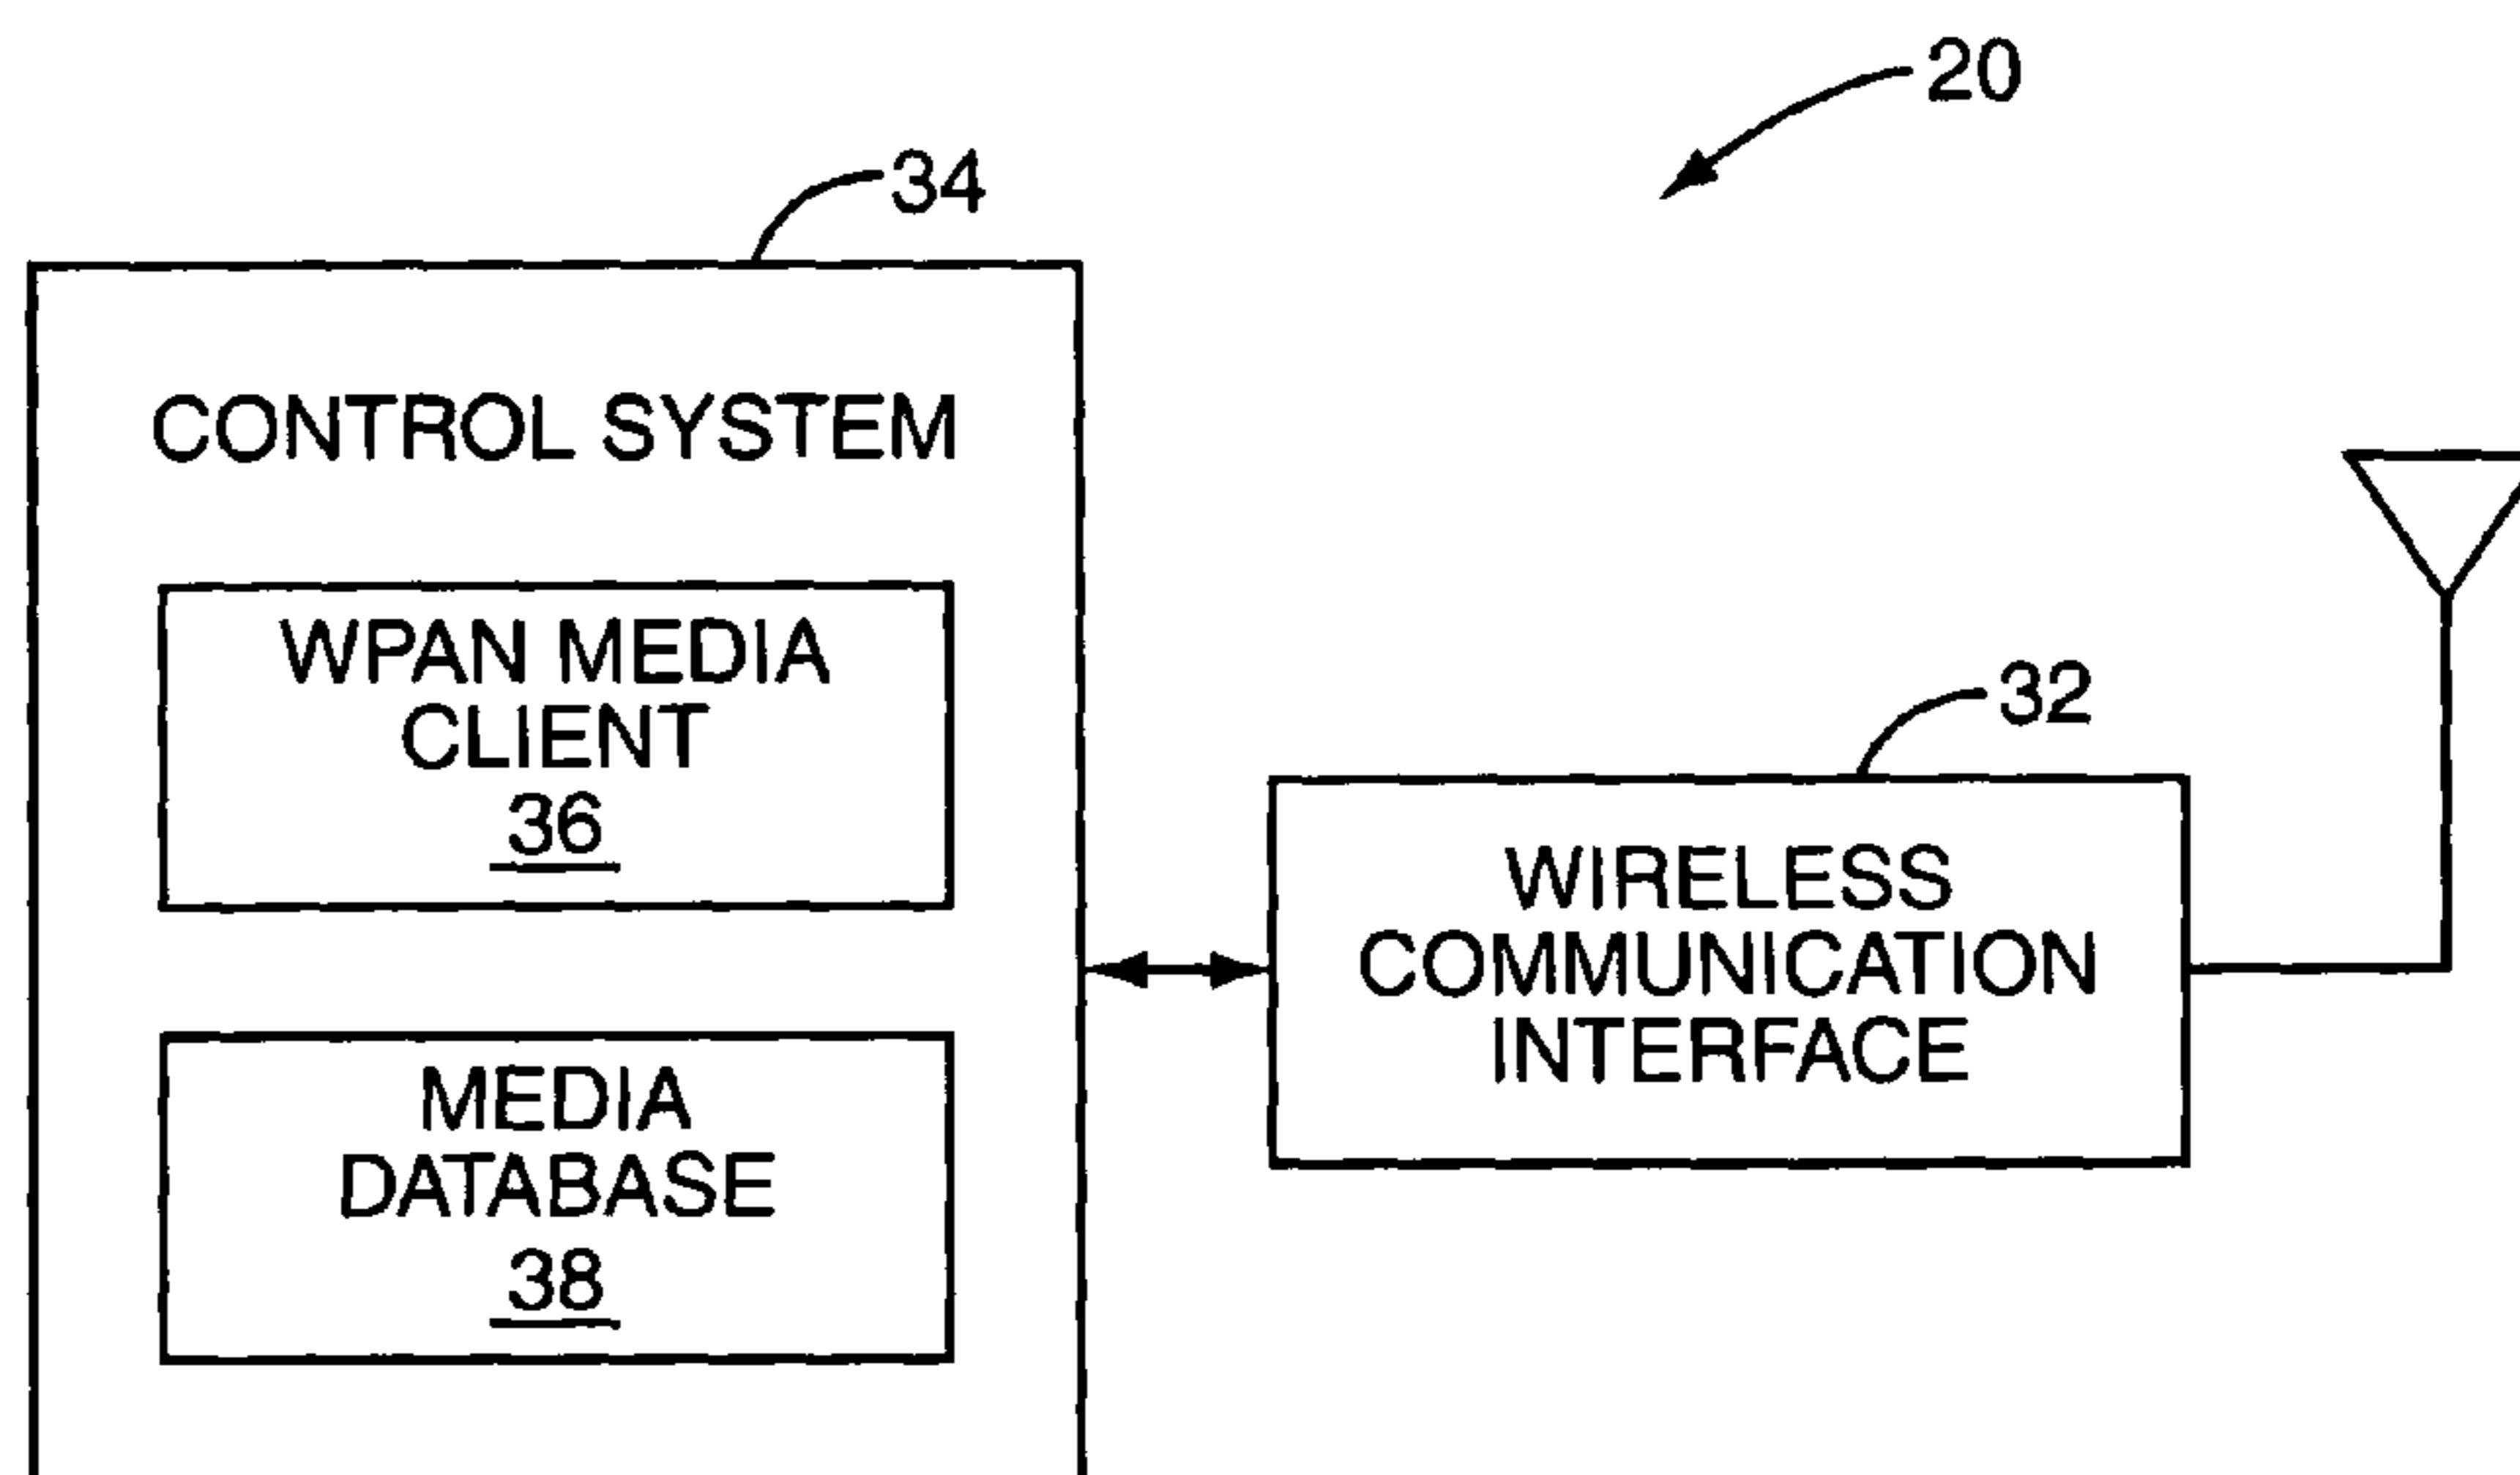 20
34
CONTROL SYSTEM
WPAN MEDIA
CLIENT
36
32
WIRELESS
COMMUNICATION
INTERFACE
MEDIA
DATABASE
38